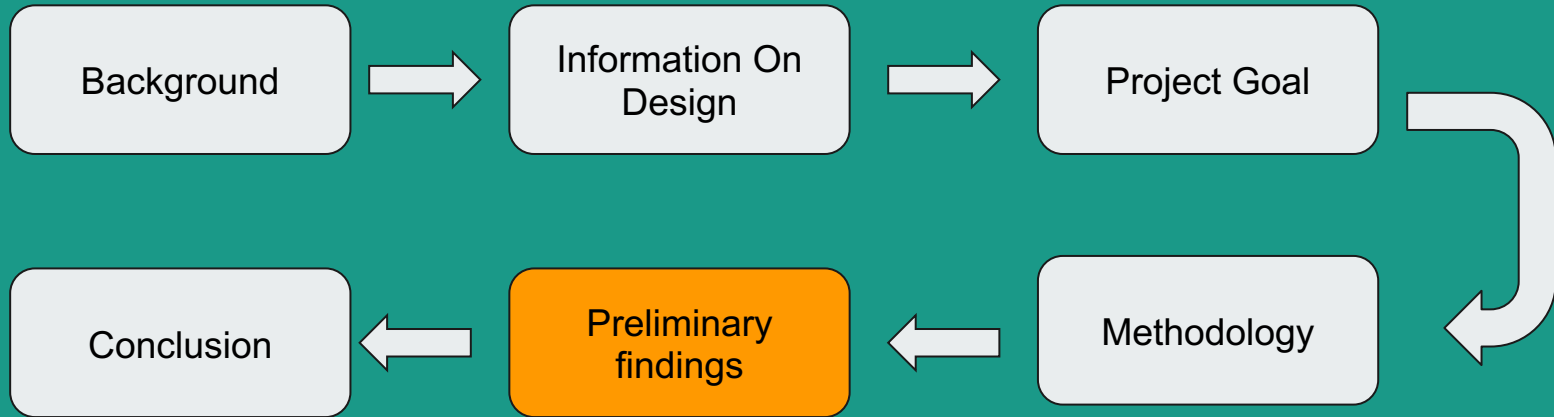 Background
Information On
Design
Project Goal
Methodology
Preliminary
findings
Conclusion